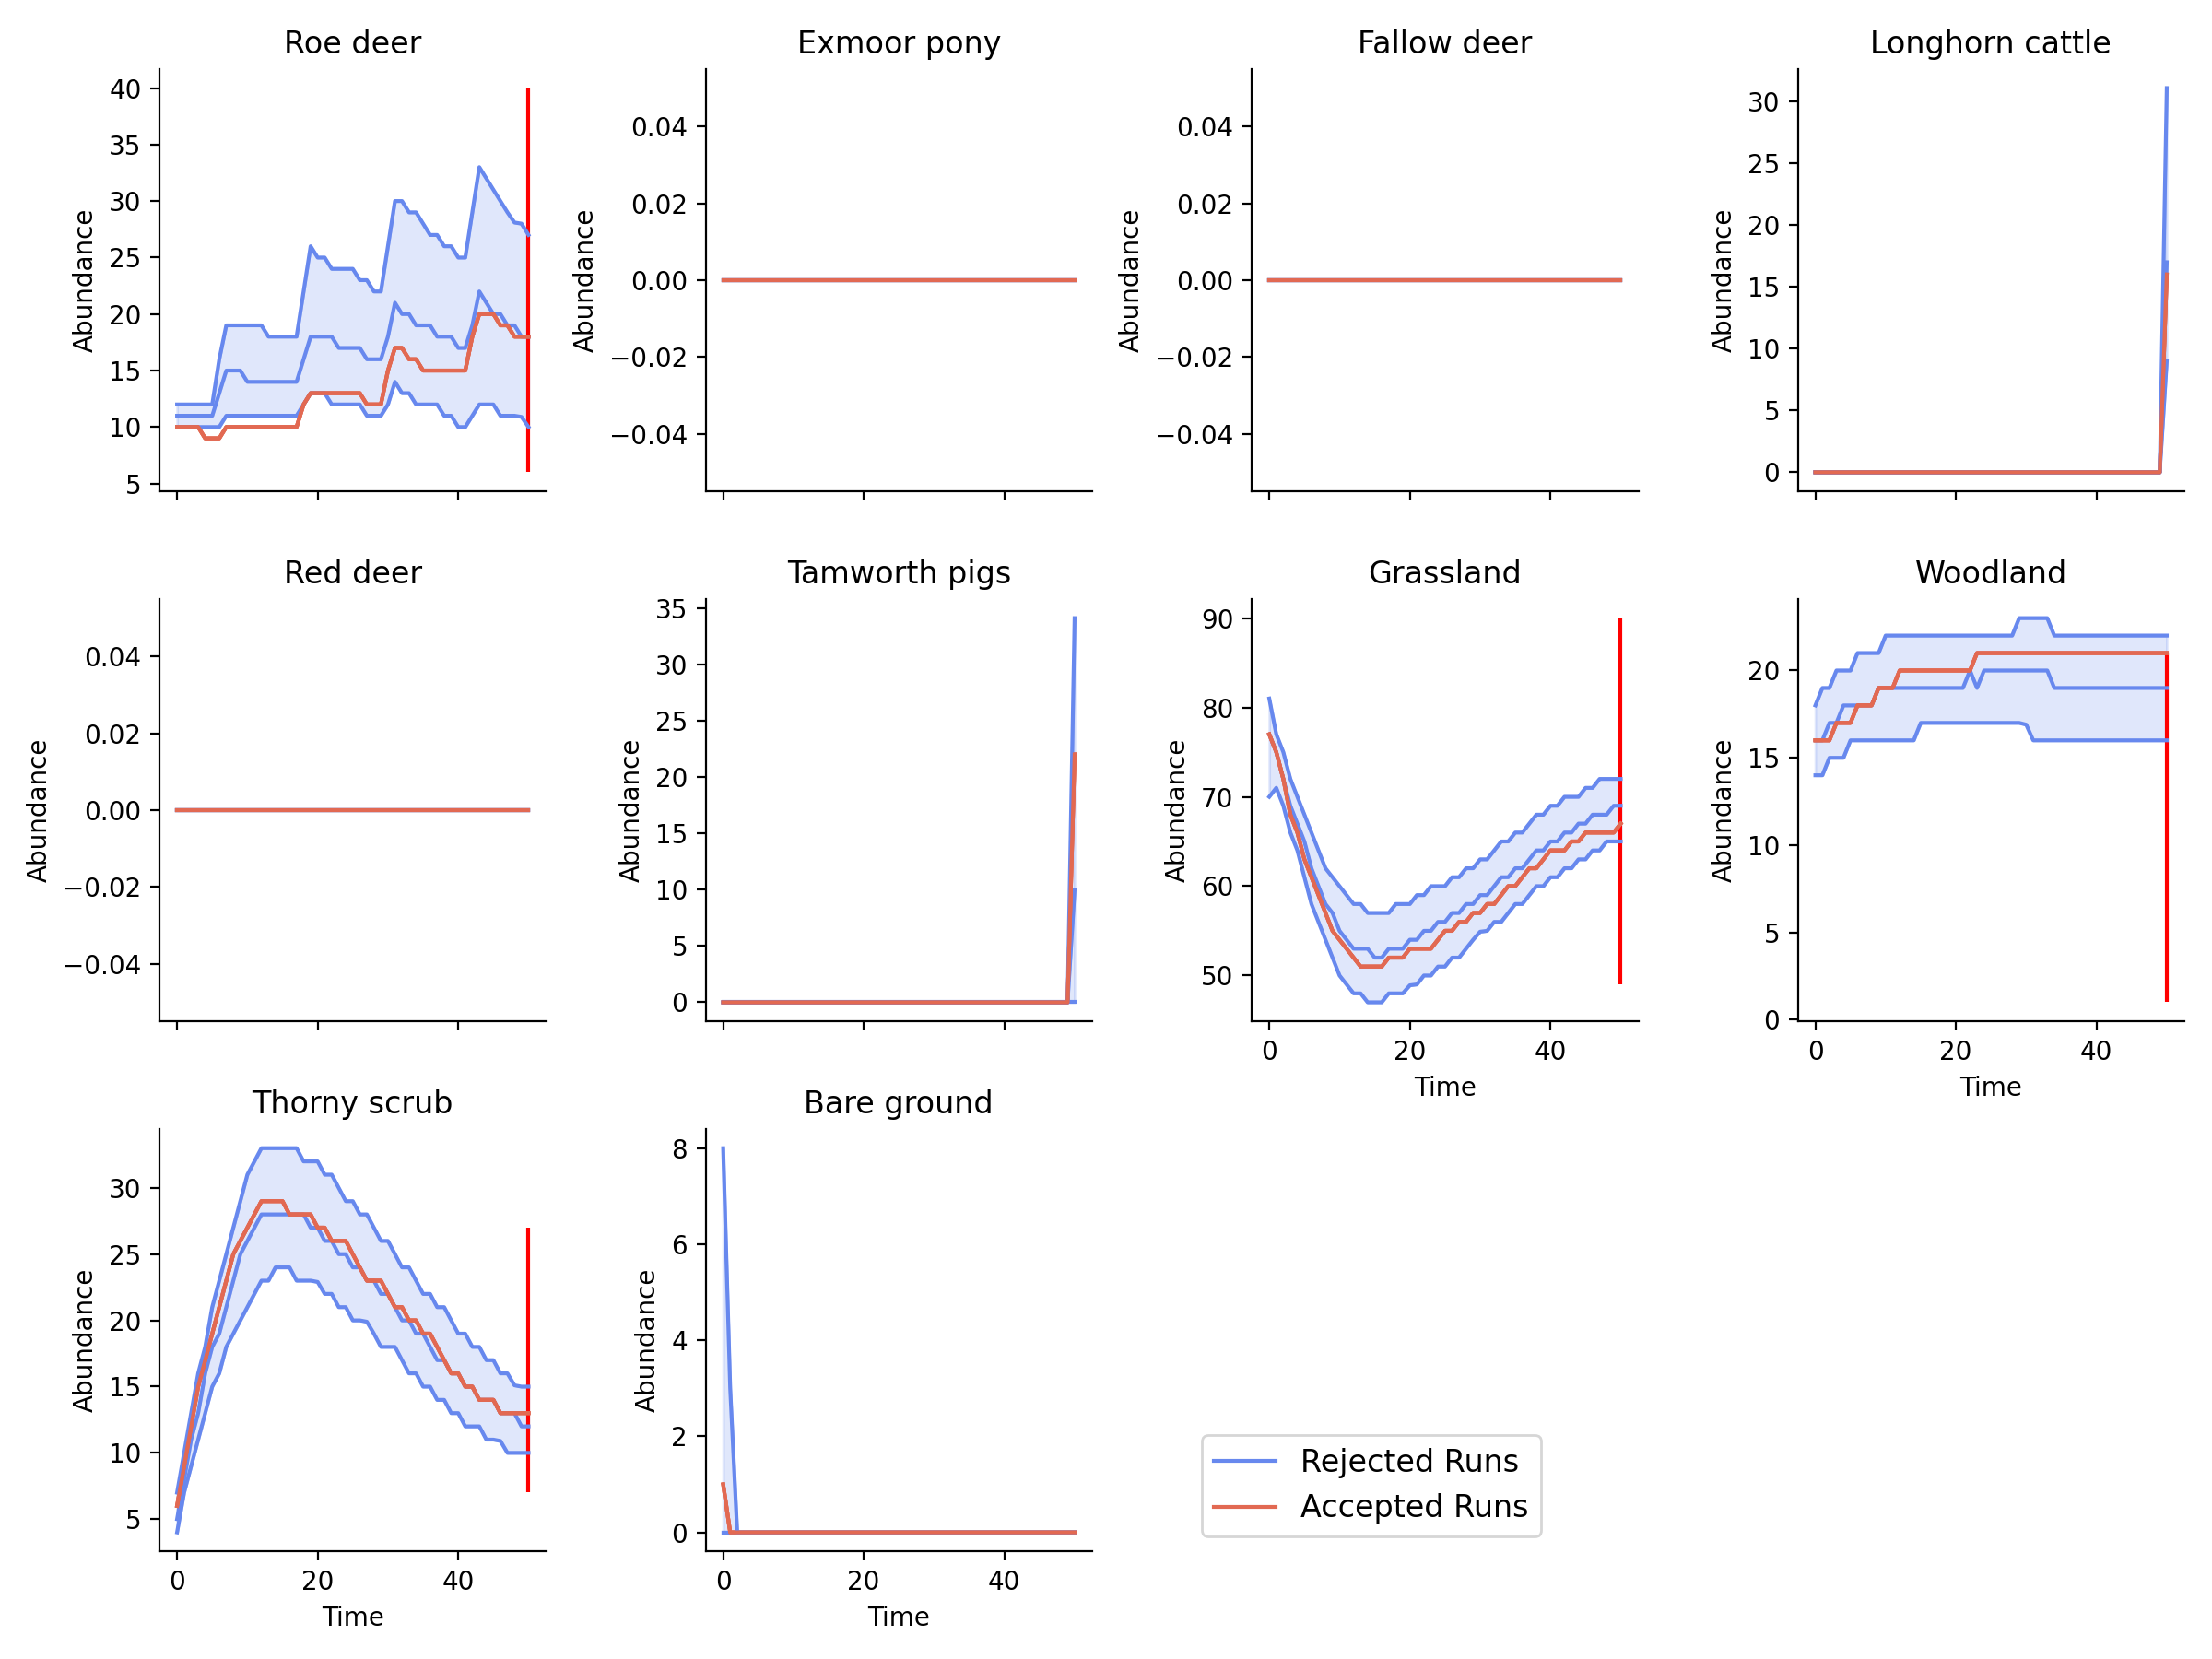 Roe deer
Exmoor pony
Fallow deer
Longhorn cattle
Abundance
40
35
30
25
20
15
10
5
Abundance
0.04
0.02
0.00
−0.02
−0.04
Abundance
0.04
0.02
0.00
−0.02
−0.04
Abundance
30
25
20
15
10
5
0
Red deer
Tamworth pigs
Grassland
Woodland
Abundance
0.04
0.02
0.00
−0.02
−0.04
Abundance
35
30
25
20
15
10
5
0
Abundance
90
80
70
60
50
0 20 40
Time
Abundance
20
15
10
5
0
0 20 40
Time
Thorny scrub
Bare ground
Abundance
30
25
20
15
10
5
0 20 40
Time
Abundance
8
6
4
2
0
0 20 40
Time
Rejected Runs
Accepted Runs